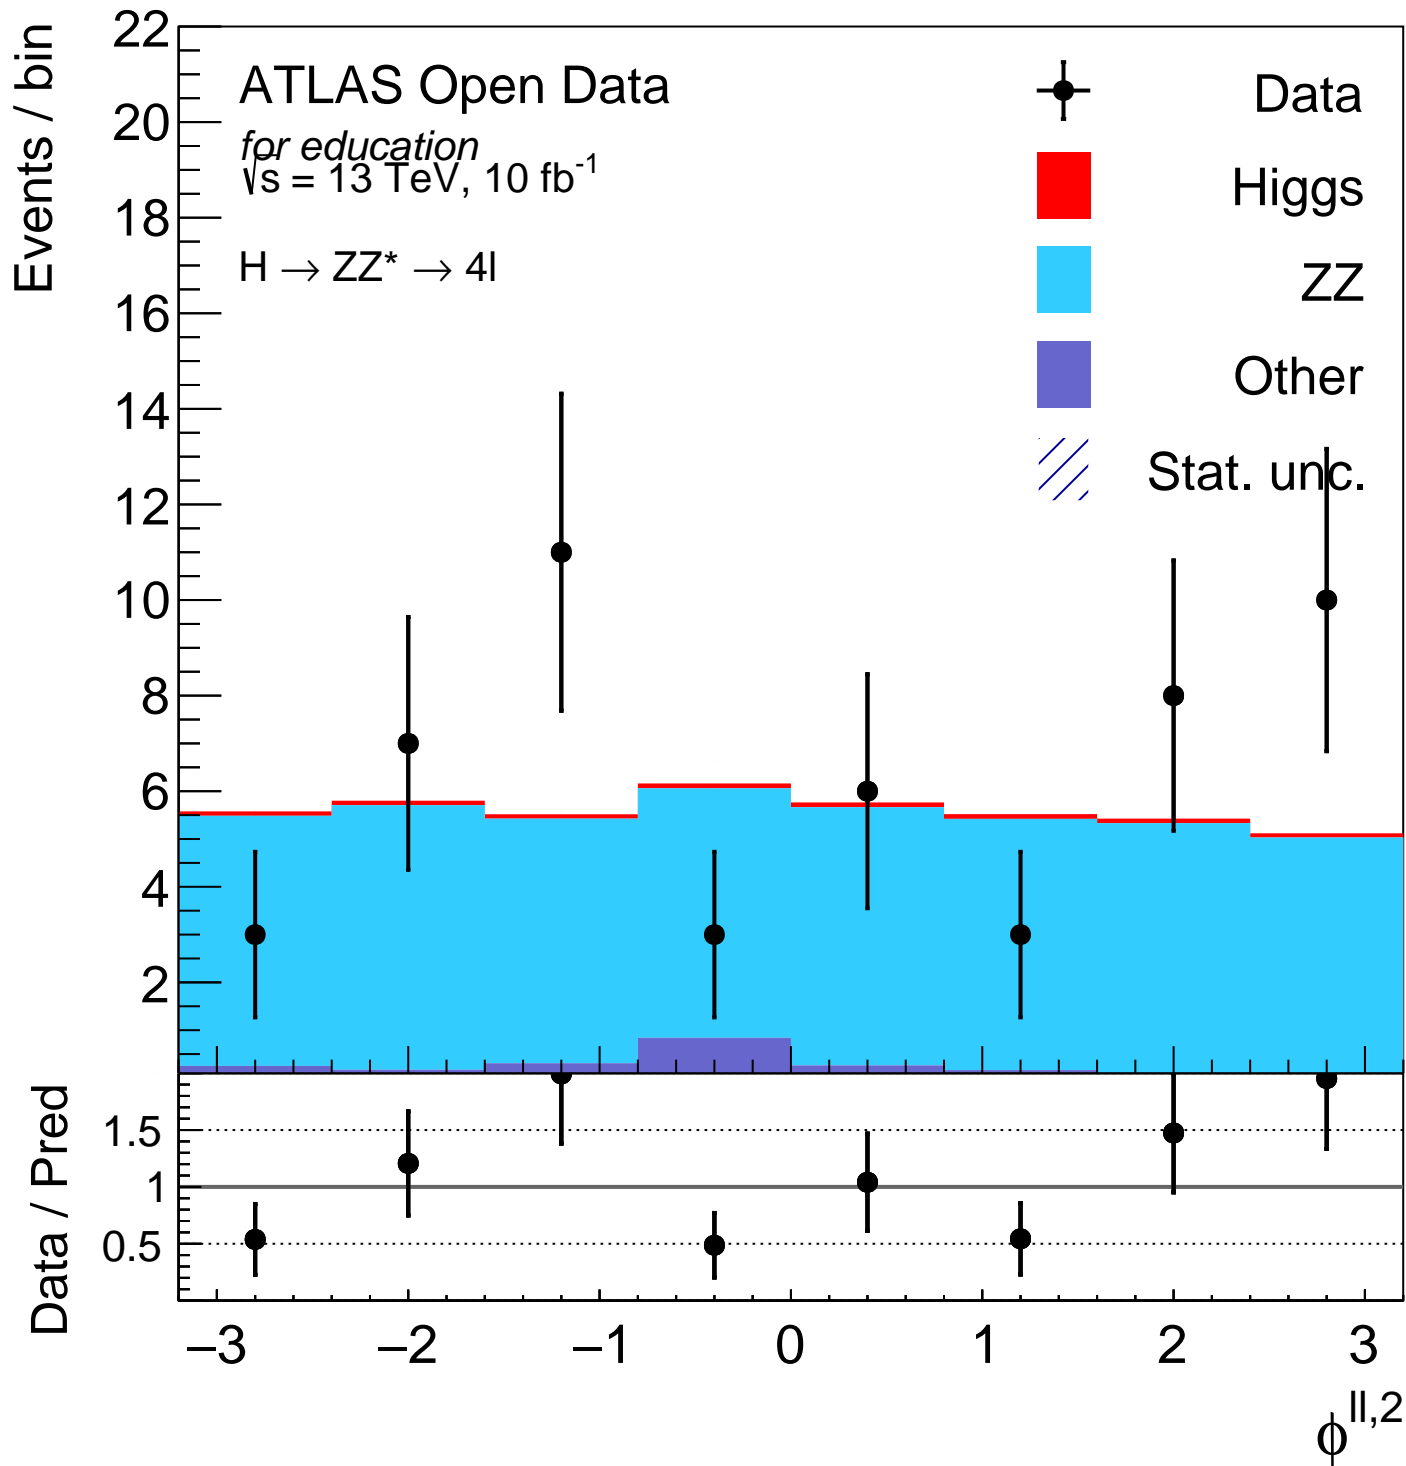 Events / bin
22
20
18
16
14
12
10
8
6
4
2
ATLAS Open Data
for education
√s = 13 TeV, 10 fb⁻¹
H → ZZ* → 4l
Data
Higgs
ZZ
Other
Stat. unc.
Data / Pred
1.5
1
0.5
−3 −2 −1 0 1 2 3
ϕˡˡ,²